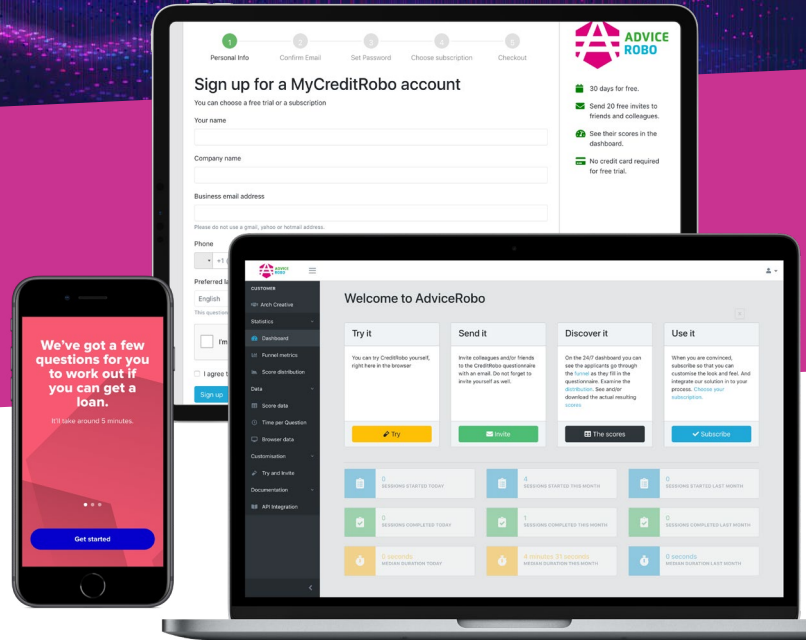 1
2
3
4
5
Personal Info
Confirm Email
Set Password
Choose subscription
Checkout
Sign up for a MyCreditRobo account
You can choose a free trial or a subscription
Your name
Company name
Business email address
Please do not use a gmail, yahoo or hotmail address.
Phone
+1
Preferred
English
This question
I'm
I agree
Sign up
ADVICE
ROBO
30 days for free.
Send 20 free invites to
friends and colleagues.
See their scores in the
dashboard.
No credit card required
for free trial.
We've got a few
questions for you
to work out if
you can get a
loan.
It'll take around 5 minutes.
Get started
ADVICE
ROBO
CUSTOMER
Arch Creative
Statistics
Dashboard
Funnel metrics
Score distribution
Data
Score data
Time per Question
Browser data
Customisation
Try and Invite
Documentation
API Integration
Welcome to AdviceRobo
Try it
You can try CreditRobo yourself,
right here in the browser
Try
Send it
Invite colleagues and/or friends
to the CreditRobo questionnaire
with an email. Do not forget to
invite yourself as well.
Invite
Discover it
On the 24/7 dashboard you can
see the applicants go through
the funnel as they fill in the
questionnaire. Examine the
distribution. See and/or
download the actual resulting
scores
The scores
Use it
When you are convinced,
subscribe so that you can
customise the look and feel. And
integrate our solution in to your
process. Choose your
subscription
Subscribe
0
SESSIONS STARTED TODAY
4
SESSIONS STARTED THIS MONTH
0
SESSIONS STARTED LAST MONTH
0
SESSIONS COMPLETED TODAY
1
SESSIONS COMPLETED THIS MONTH
0
SESSIONS COMPLETED LAST MONTH
0 seconds
MEDIAN DURATION TODAY
4 minutes 21 seconds
MEDIAN DURATION THIS MONTH
0 seconds
MEDIAN DURATION LAST MONTH